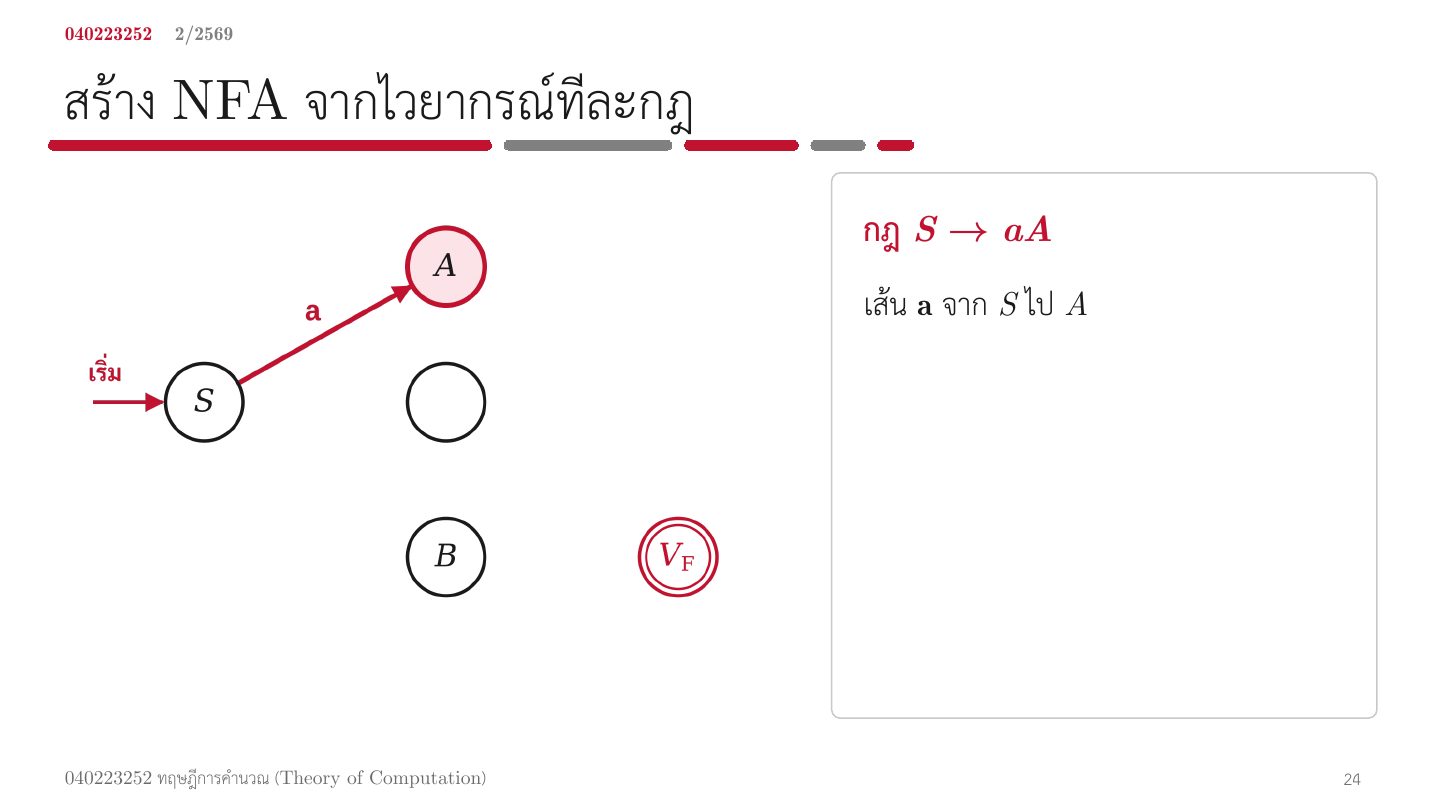 040223252 2/2569
สร้าง NFA จากไวยากรณ์ทีละกฎ
กฎ S → aA
เส้น a จาก S ไป A
A
a
เริ่ม
S
B
V_F
040223252 ทฤษฎีการคำนวณ (Theory of Computation)
24